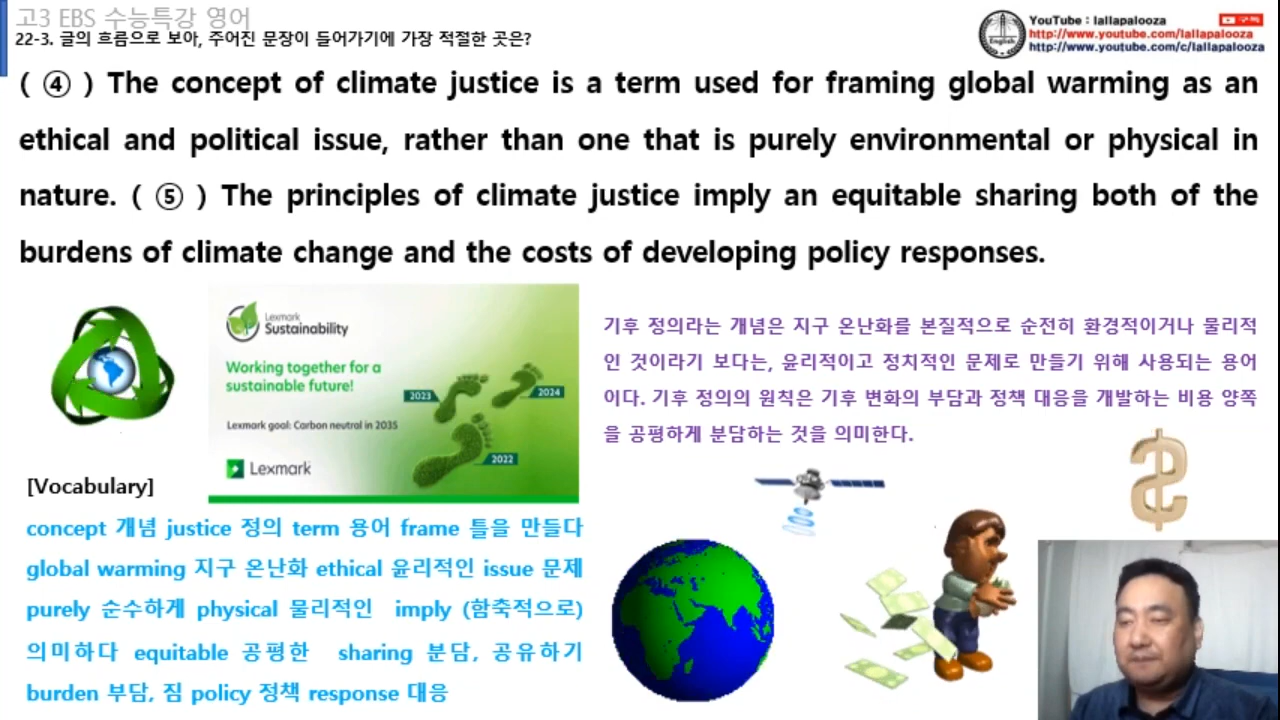 고3 EBS 수능특강 영어
22-3. 글의 흐름으로 보아, 주어진 문장이 들어가기에 가장 적절한 곳은?
YouTube : lallapalooza
구독
http://www.youtube.com/lallapalooza
http://www.youtube.com/c/lallapalooza
English
( ④ ) The concept of climate justice is a term used for framing global warming as an
ethical and political issue, rather than one that is purely environmental or physical in
nature. ( ⑤ ) The principles of climate justice imply an equitable sharing both of the
burdens of climate change and the costs of developing policy responses.
Lexmark
Sustainability
Working together for a
sustainable future!
2023
2024
Lexmark goal: Carbon neutral in 2035
2022
Lexmark
기후 정의라는 개념은 지구 온난화를 본질적으로 순전히 환경적이거나 물리적
인 것이라기 보다는, 윤리적이고 정치적인 문제로 만들기 위해 사용되는 용어
이다. 기후 정의의 원칙은 기후 변화의 부담과 정책 대응을 개발하는 비용 양쪽
을 공평하게 분담하는 것을 의미한다.
[Vocabulary]
concept 개념 justice 정의 term 용어 frame 틀을 만들다
global warming 지구 온난화 ethical 윤리적인 issue 문제
purely 순수하게 physical 물리적인 imply (함축적으로)
의미하다 equitable 공평한 sharing 분담, 공유하기
burden 부담, 짐 policy 정책 response 대응